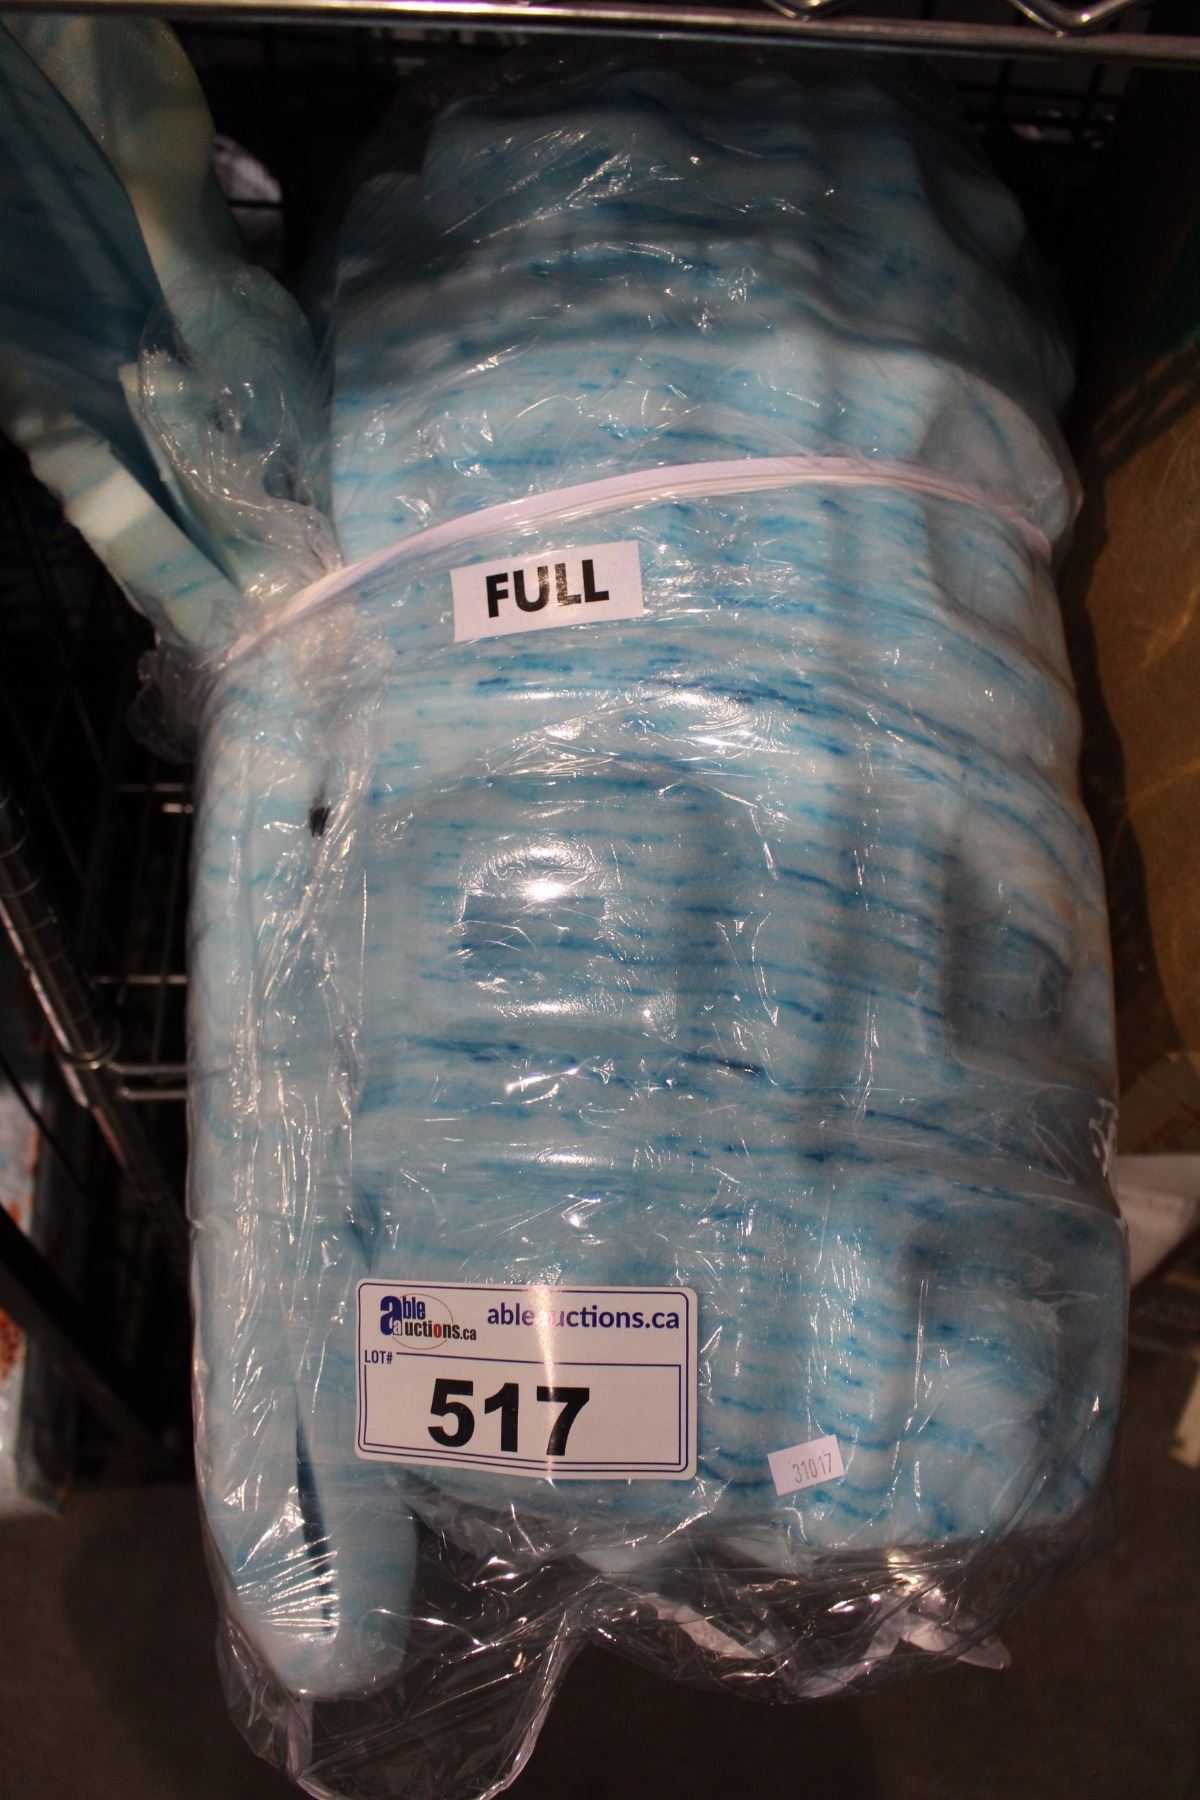 FULL
able auctions.ca
ableauctions.ca
LOT#
517
31017